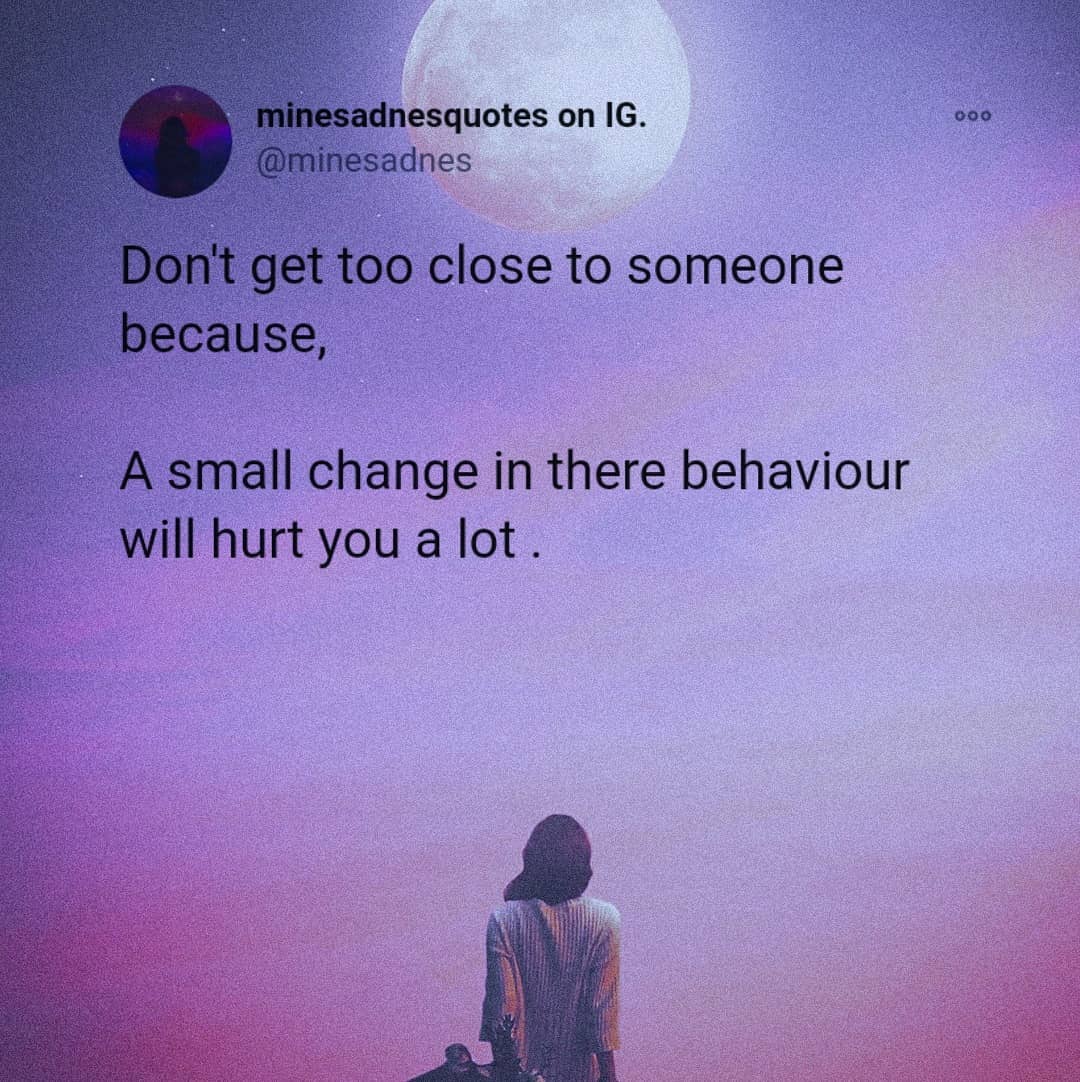 minesadnesquotes on IG.
@minesadnes
Don't get too close to someone
because,
A small change in there behaviour
will hurt you a lot .